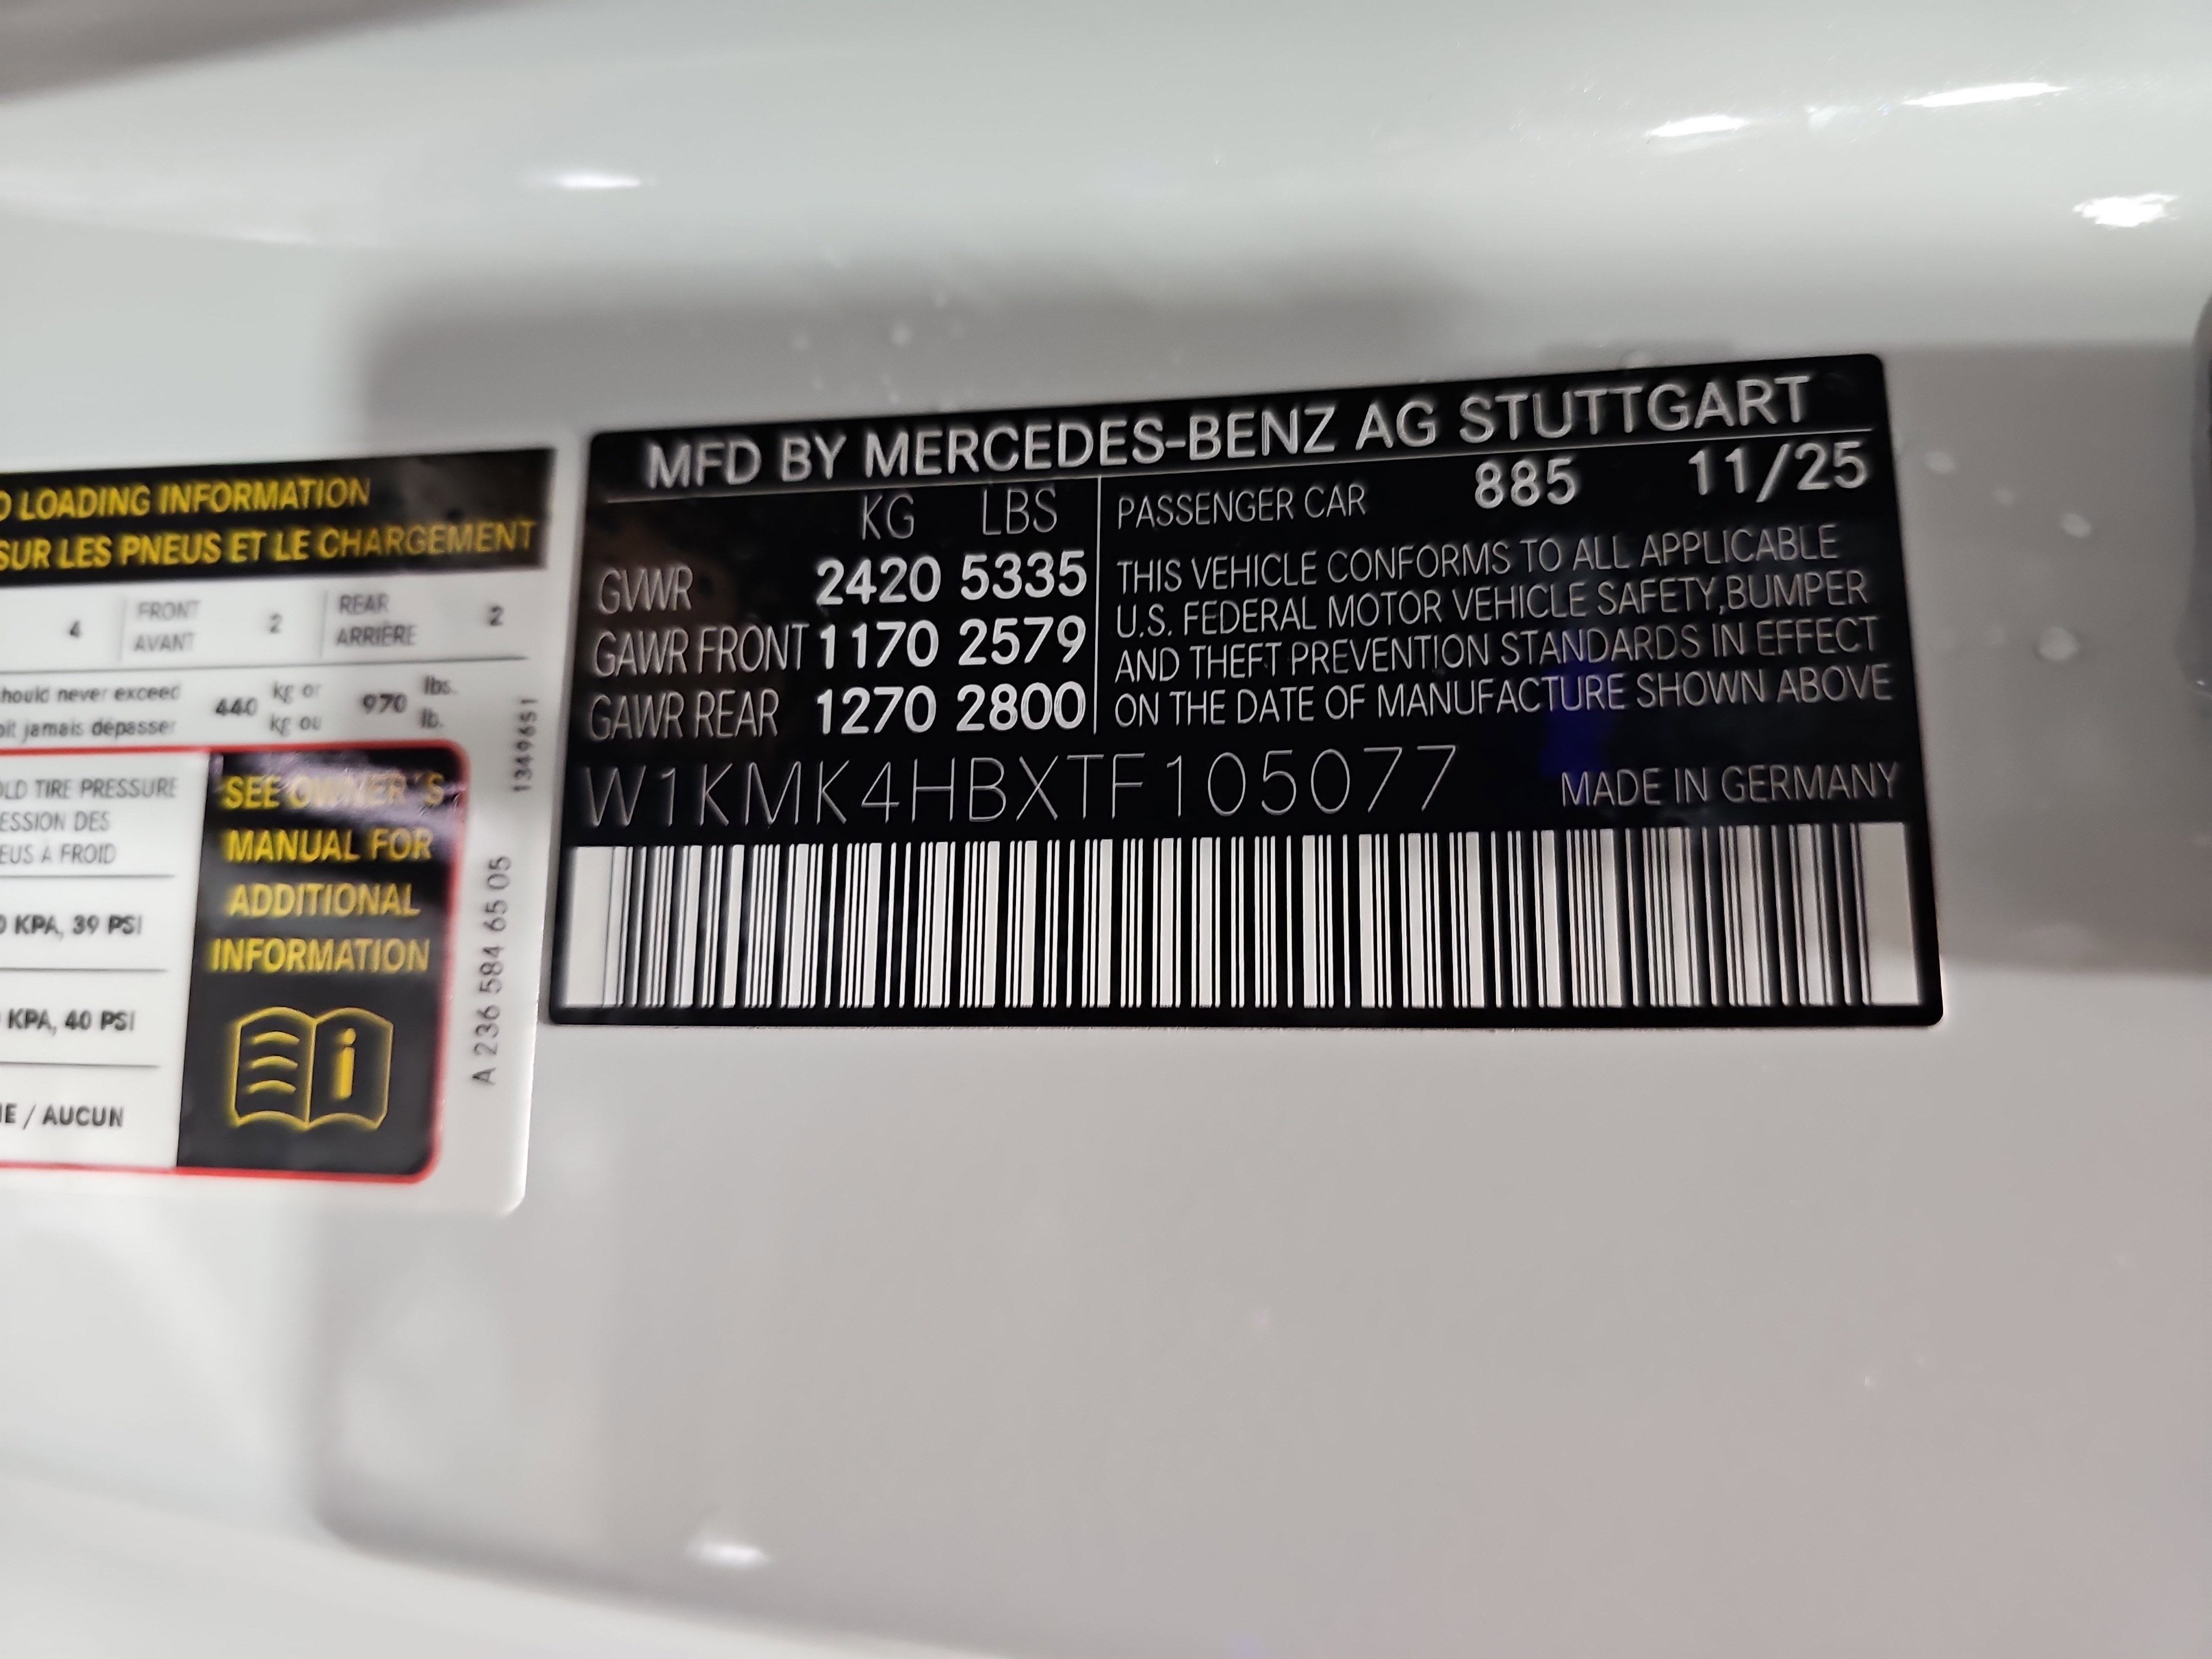 MFD BY MERCEDES-BENZ AG STUTTGART
KG LBS
GVWR 2420 5335
GAWR FRONT 1170 2579
GAWR REAR 1270 2800
PASSENGER CAR 885 11/25
THIS VEHICLE CONFORMS TO ALL APPLICABLE
U.S. FEDERAL MOTOR VEHICLE SAFETY,BUMPER
AND THEFT PREVENTION STANDARDS IN EFFECT
ON THE DATE OF MANUFACTURE SHOWN ABOVE
W1KMK4HBXTF105077 MADE IN GERMANY
LOADING INFORMATION
SUR LES PNEUS ET LE CHARGEMENT
4 FRONT 2 REAR 2
AVANT ARRIÈRE
should never exceed 440 kg or 970 lbs.
jamais dépasser kg ou lb.
TIRE PRESSURE
DES
À FROID
KPA, 39 PSI
KPA, 40 PSI
/ AUCUN
SEE OWNER'S
MANUAL FOR
ADDITIONAL
INFORMATION
i
1349651
A 236 584 65 05